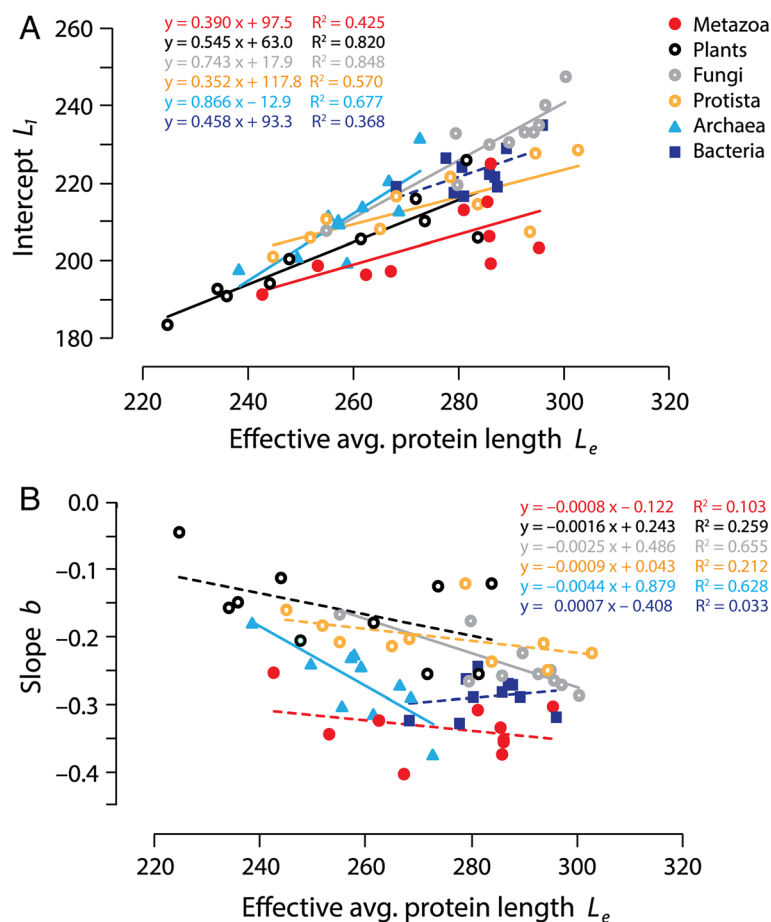 A
y = 0.390 x + 97.5 R² = 0.425
y = 0.545 x + 63.0 R² = 0.820
y = 0.743 x + 17.9 R² = 0.848
y = 0.352 x + 117.8 R² = 0.570
y = 0.866 x – 12.9 R² = 0.677
y = 0.458 x + 93.3 R² = 0.368
Metazoa
Plants
Fungi
Protista
Archaea
Bacteria
Intercept L₁
260
240
220
200
180
220 240 260 280 300 320
Effective avg. protein length Lₑ
B
y = –0.0008 x – 0.122 R² = 0.103
y = –0.0016 x + 0.243 R² = 0.259
y = –0.0025 x + 0.486 R² = 0.655
y = –0.0009 x + 0.043 R² = 0.212
y = –0.0044 x + 0.879 R² = 0.628
y = 0.0007 x – 0.408 R² = 0.033
Slope b
0.0
–0.1
–0.2
–0.3
–0.4
220 240 260 280 300 320
Effective avg. protein length Lₑ